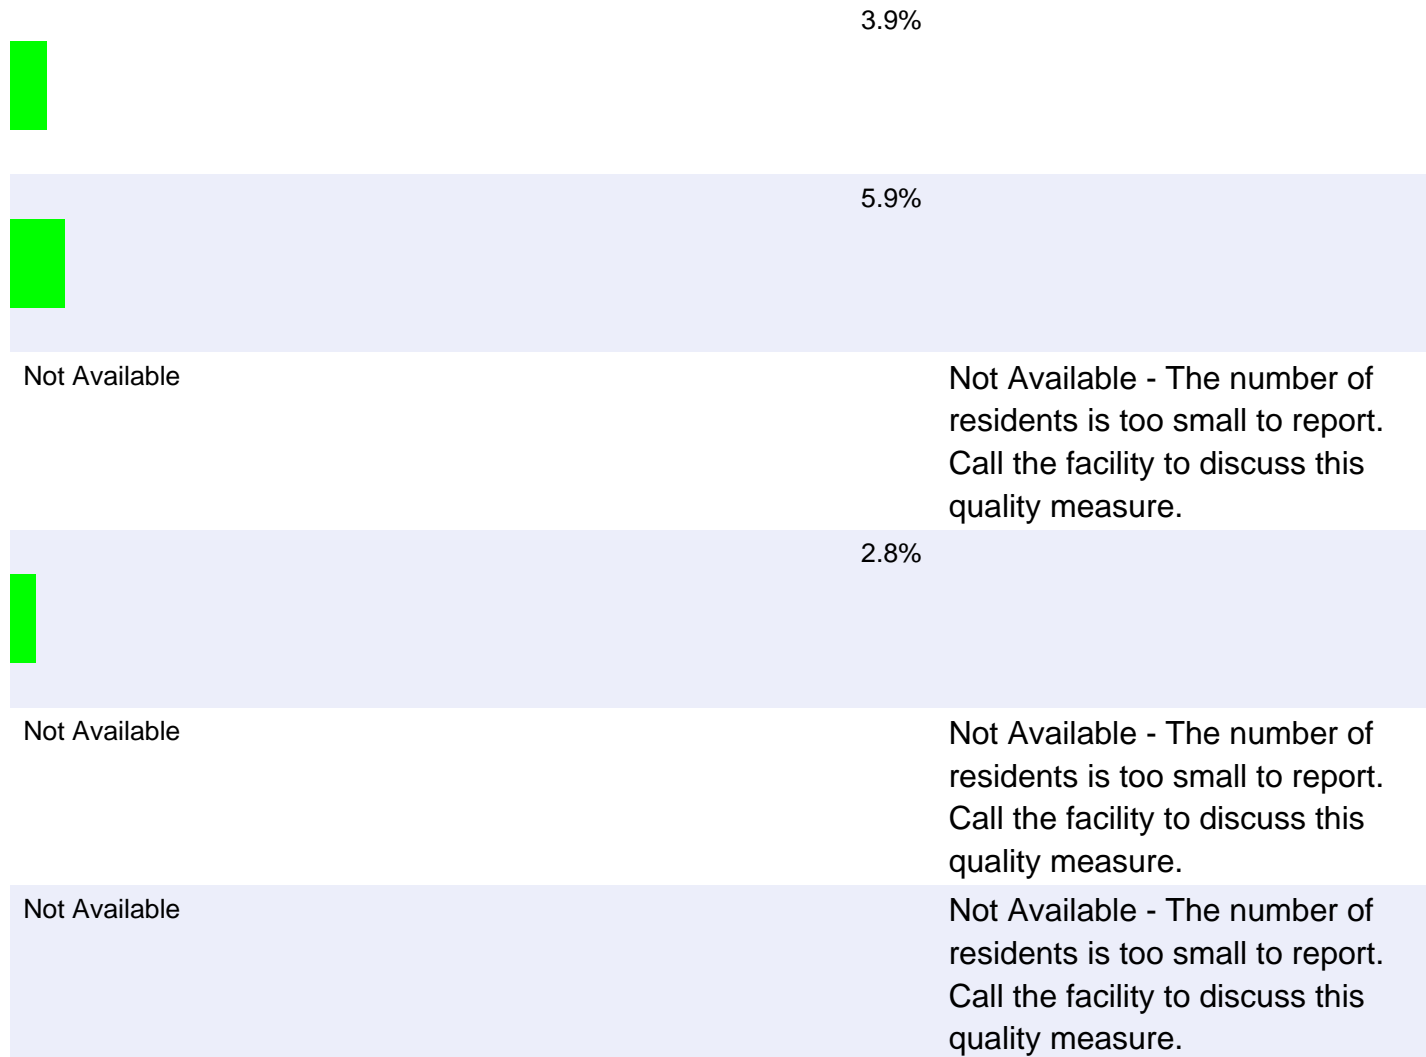 3.9%
5.9%
Not Available
Not Available - The number of
residents is too small to report.
Call the facility to discuss this
quality measure.
2.8%
Not Available
Not Available - The number of
residents is too small to report.
Call the facility to discuss this
quality measure.
Not Available
Not Available - The number of
residents is too small to report.
Call the facility to discuss this
quality measure.